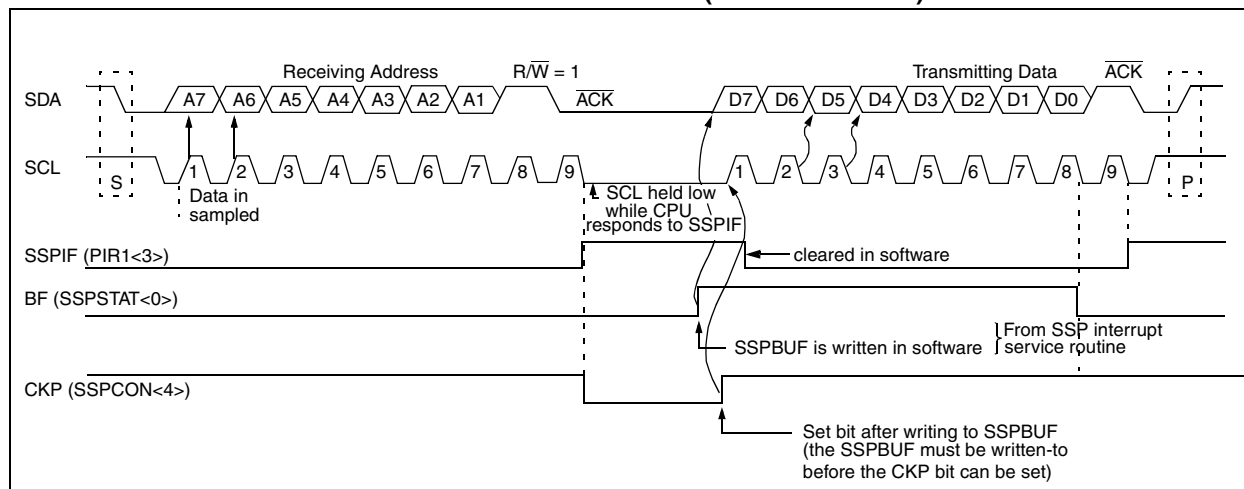 Receiving Address R/W = 1 Transmitting Data ACK
SDA A7 A6 A5 A4 A3 A2 A1 ACK D7 D6 D5 D4 D3 D2 D1 D0
SCL S 1 2 3 4 5 6 7 8 9 1 2 3 4 5 6 7 8 9 P
Data in
sampled
SCL held low
while CPU
responds to SSPIF
SSPIF (PIR1<3>)
cleared in software
BF (SSPSTAT<0>)
SSPBUF is written in software
From SSP interrupt
service routine
CKP (SSPCON<4>)
Set bit after writing to SSPBUF
(the SSPBUF must be written-to
before the CKP bit can be set)